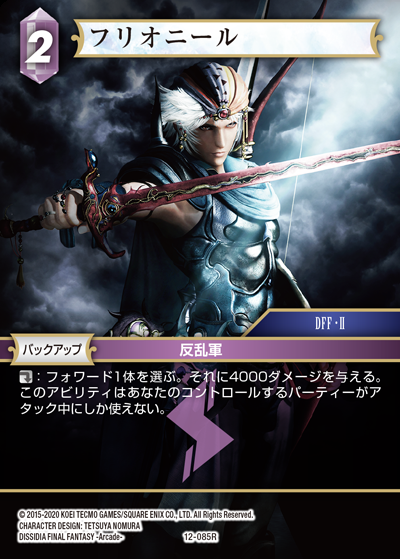 2
フリオニール
DFF・II
バックアップ
反乱軍
：フォワード1体を選ぶ。それに4000ダメージを与える。
このアビリティはあなたのコントロールするパーティーがア
タック中にしか使えない。
© 2015-2020 KOEI TECMO GAMES/SQUARE ENIX CO., LTD. All Rights Reserved.
CHARACTER DESIGN: TETSUYA NOMURA
DISSIDIA FINAL FANTASY -Arcade-
12-085R